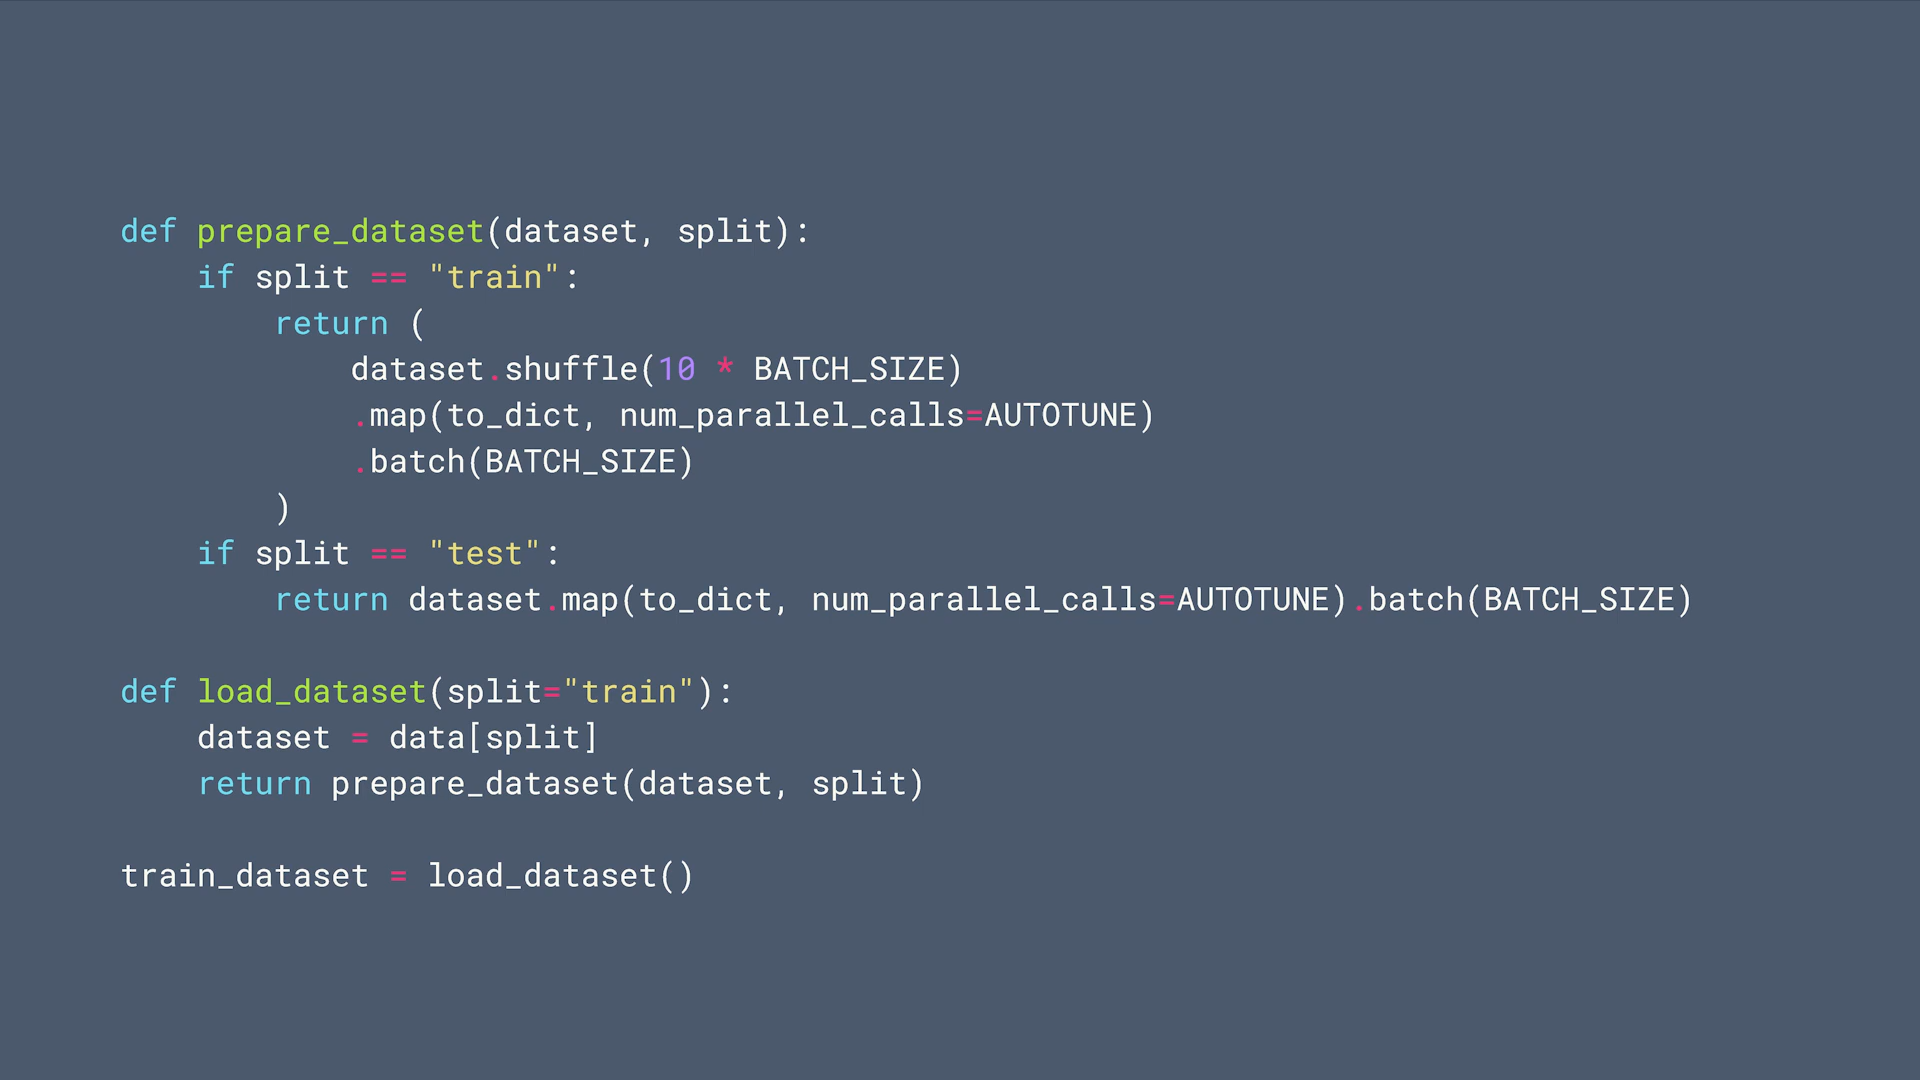 def prepare_dataset(dataset, split):
    if split == "train":
        return (
            dataset.shuffle(10 * BATCH_SIZE)
            .map(to_dict, num_parallel_calls=AUTOTUNE)
            .batch(BATCH_SIZE)
        )
    if split == "test":
        return dataset.map(to_dict, num_parallel_calls=AUTOTUNE).batch(BATCH_SIZE)

def load_dataset(split="train"):
    dataset = data[split]
    return prepare_dataset(dataset, split)

train_dataset = load_dataset()